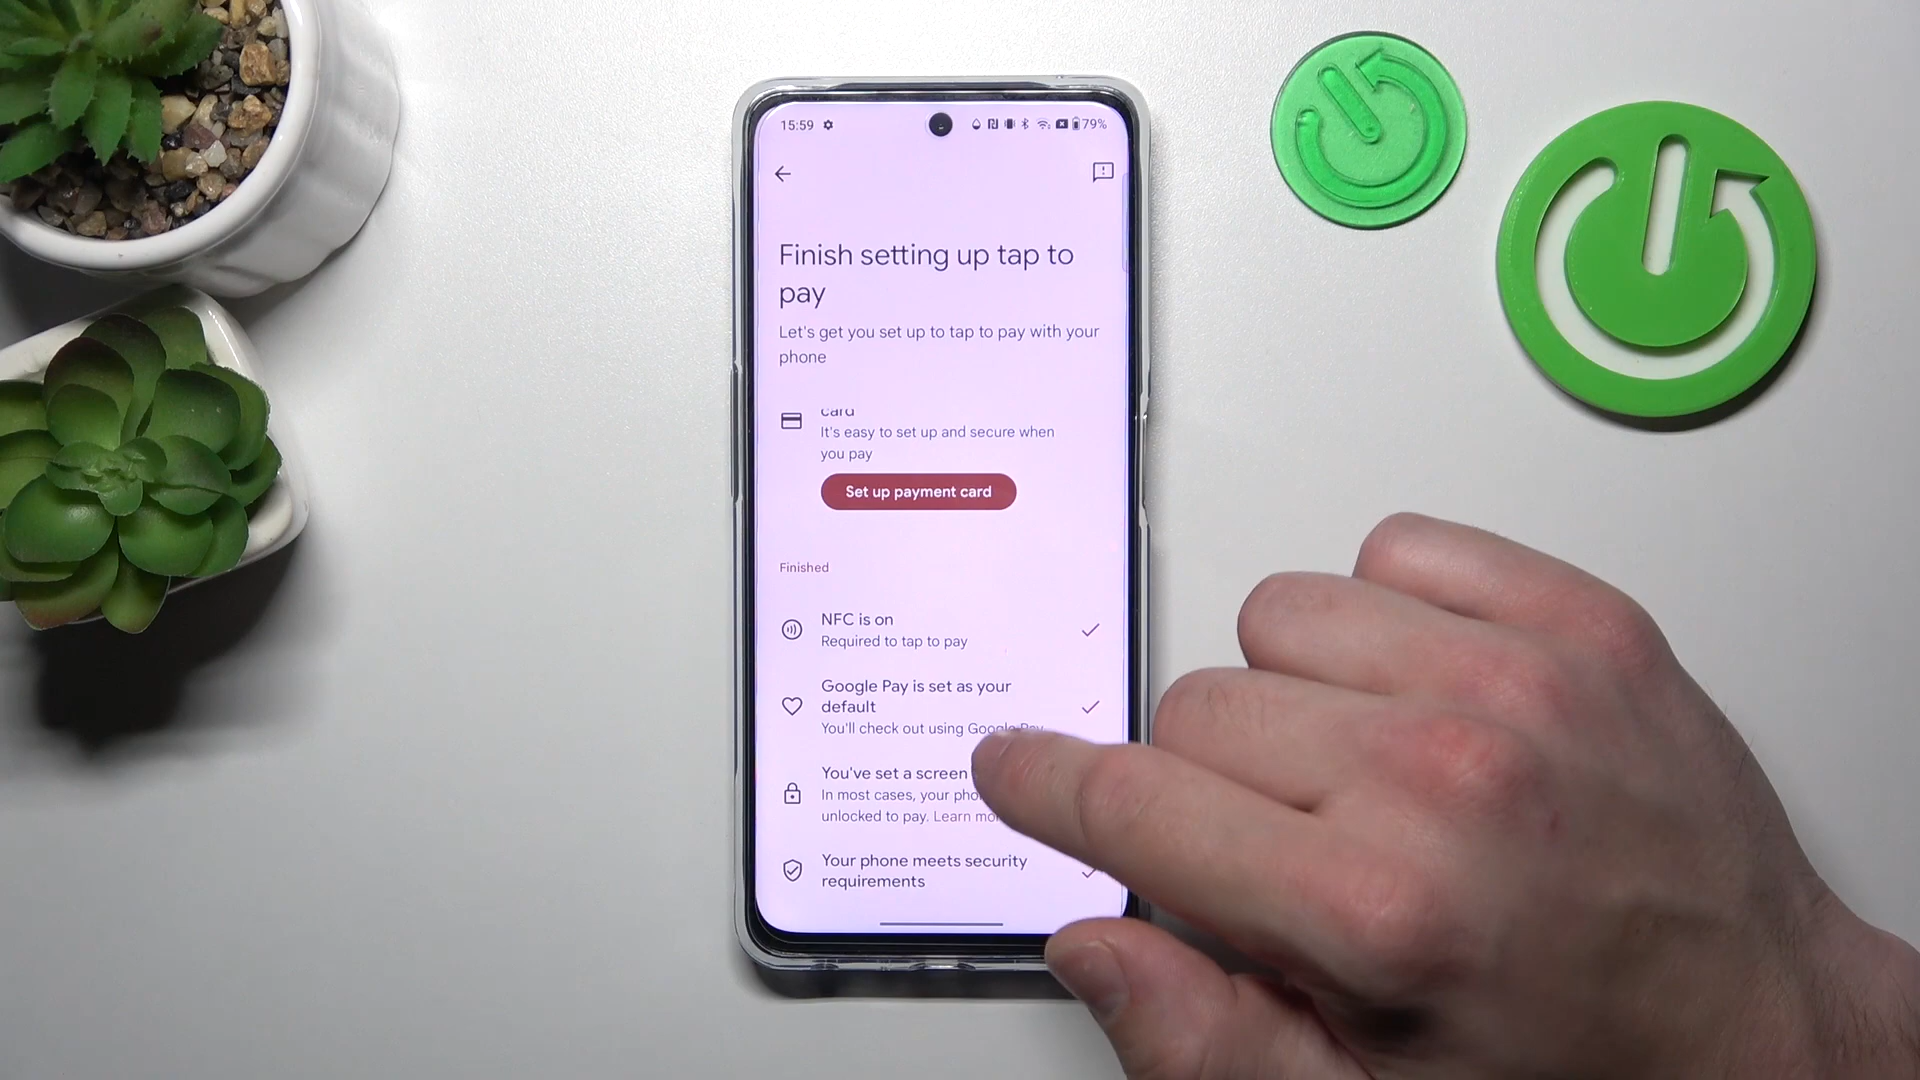 15:59 79%
Finish setting up tap to
pay
Let's get you set up to tap to pay with your
phone
card
It's easy to set up and secure when
you pay
Set up payment card
Finished
NFC is on
Required to tap to pay
Google Pay is set as your
default
You'll check out using Google Pay
You've set a screen
In most cases, your
unlocked to pay. Learn
Your phone meets security
requirements